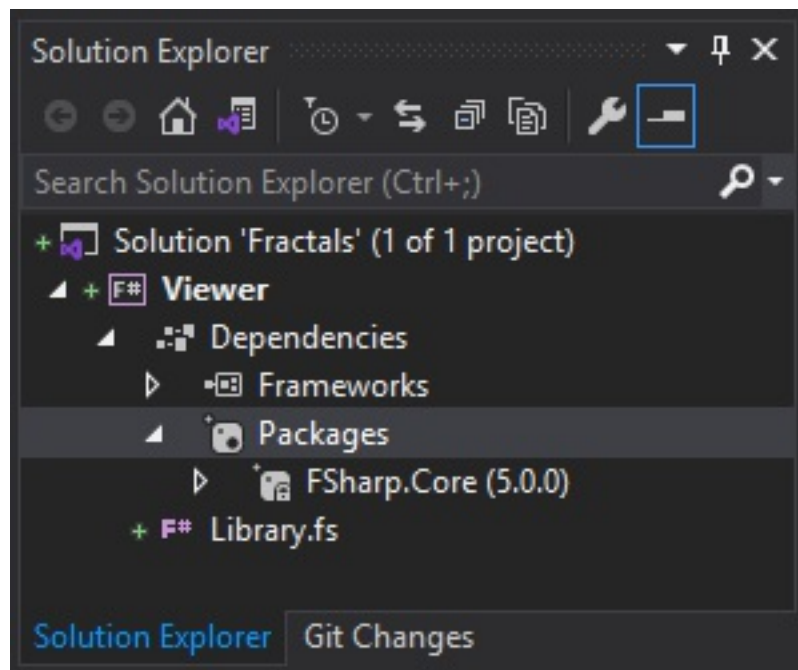 Solution Explorer
Search Solution Explorer (Ctrl+;)
Solution 'Fractals' (1 of 1 project)
F# Viewer
Dependencies
Frameworks
Packages
FSharp.Core (5.0.0)
F# Library.fs
Solution Explorer Git Changes